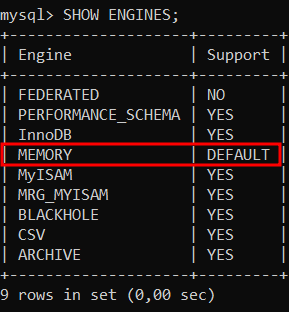 mysql> SHOW ENGINES;
+--------------------+---------+
| Engine             | Support |
+--------------------+---------+
| FEDERATED          | NO
| PERFORMANCE_SCHEMA | YES
| InnoDB             | YES
| MEMORY             | DEFAULT
| MyISAM             | YES
| MRG_MYISAM         | YES
| BLACKHOLE          | YES
| CSV                | YES
| ARCHIVE            | YES
+--------------------+---------+
9 rows in set (0,00 sec)